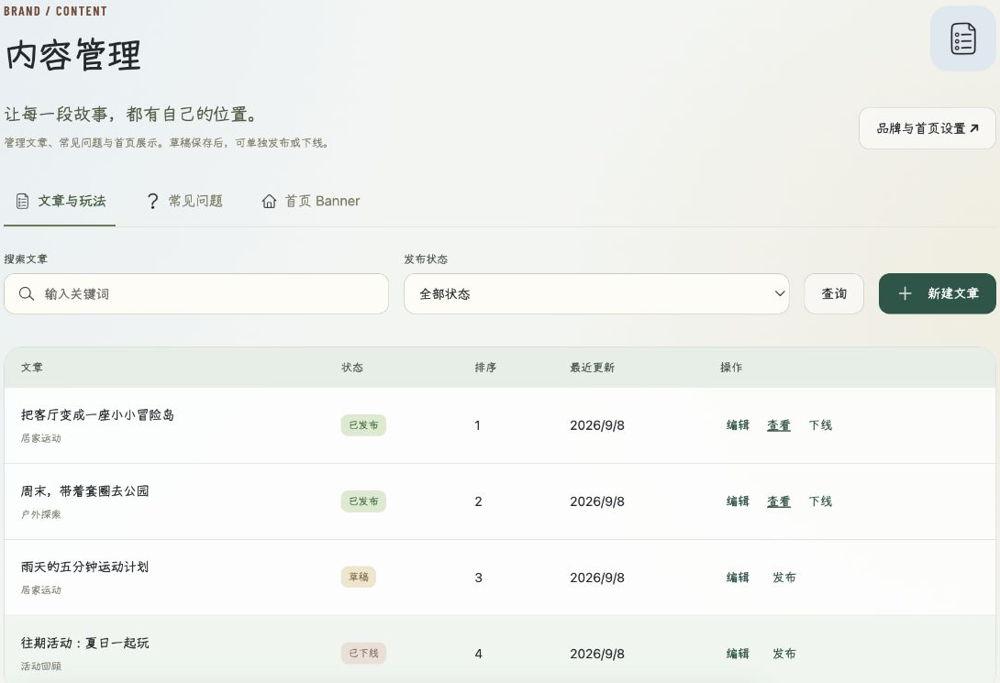 BRAND / CONTENT
内容管理
让每一段故事，都有自己的位置。
管理文章、常见问题与首页展示。草稿保存后，可单独发布或下线。
品牌与首页设置
文章与玩法
常见问题
首页 Banner
搜索文章
发布状态
输入关键词
全部状态
查询
新建文章
文章 状态 排序 最近更新 操作
把客厅变成一座小小冒险岛
居家运动
已发布 1 2026/9/8 编辑 查看 下线
周末，带着套圈去公园
户外探索
已发布 2 2026/9/8 编辑 查看 下线
雨天的五分钟运动计划
居家运动
草稿 3 2026/9/8 编辑 发布
往期活动：夏日一起玩
活动回顾
已下线 4 2026/9/8 编辑 发布